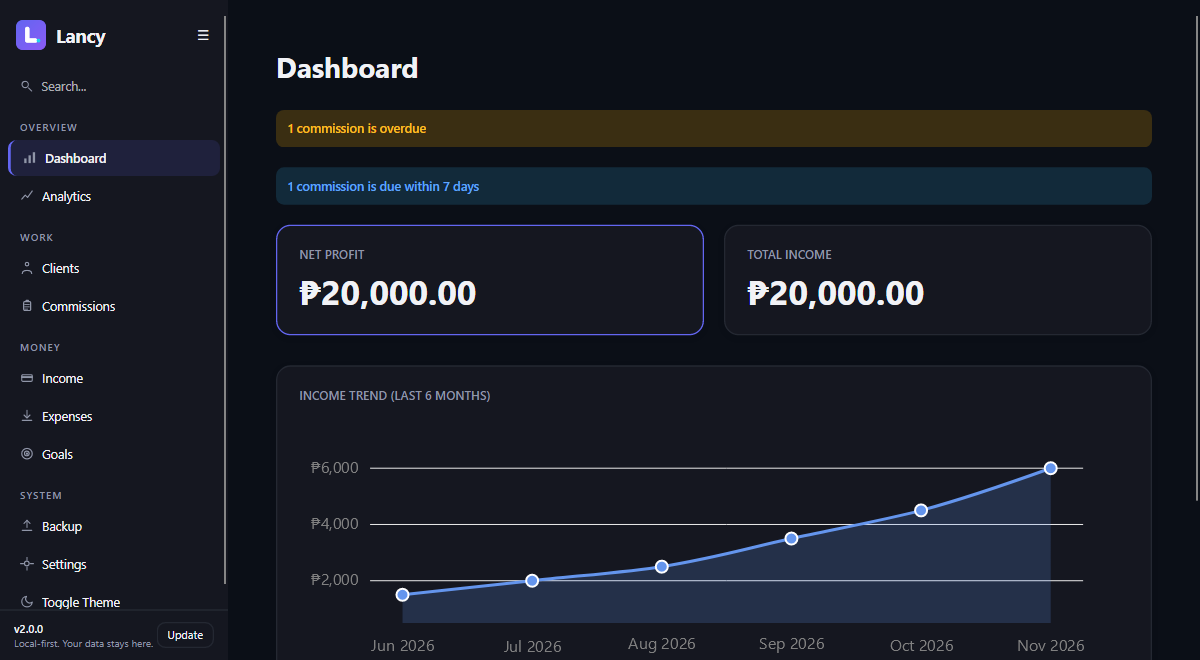 Lancy
Search...
OVERVIEW
Dashboard
Analytics
WORK
Clients
Commissions
MONEY
Income
Expenses
Goals
SYSTEM
Backup
Settings
Toggle Theme
v2.0.0
Local-first. Your data stays here.
Update
Dashboard
1 commission is overdue
1 commission is due within 7 days
NET PROFIT
₱20,000.00
TOTAL INCOME
₱20,000.00
INCOME TREND (LAST 6 MONTHS)
₱6,000
₱4,000
₱2,000
Jun 2026 Jul 2026 Aug 2026 Sep 2026 Oct 2026 Nov 2026